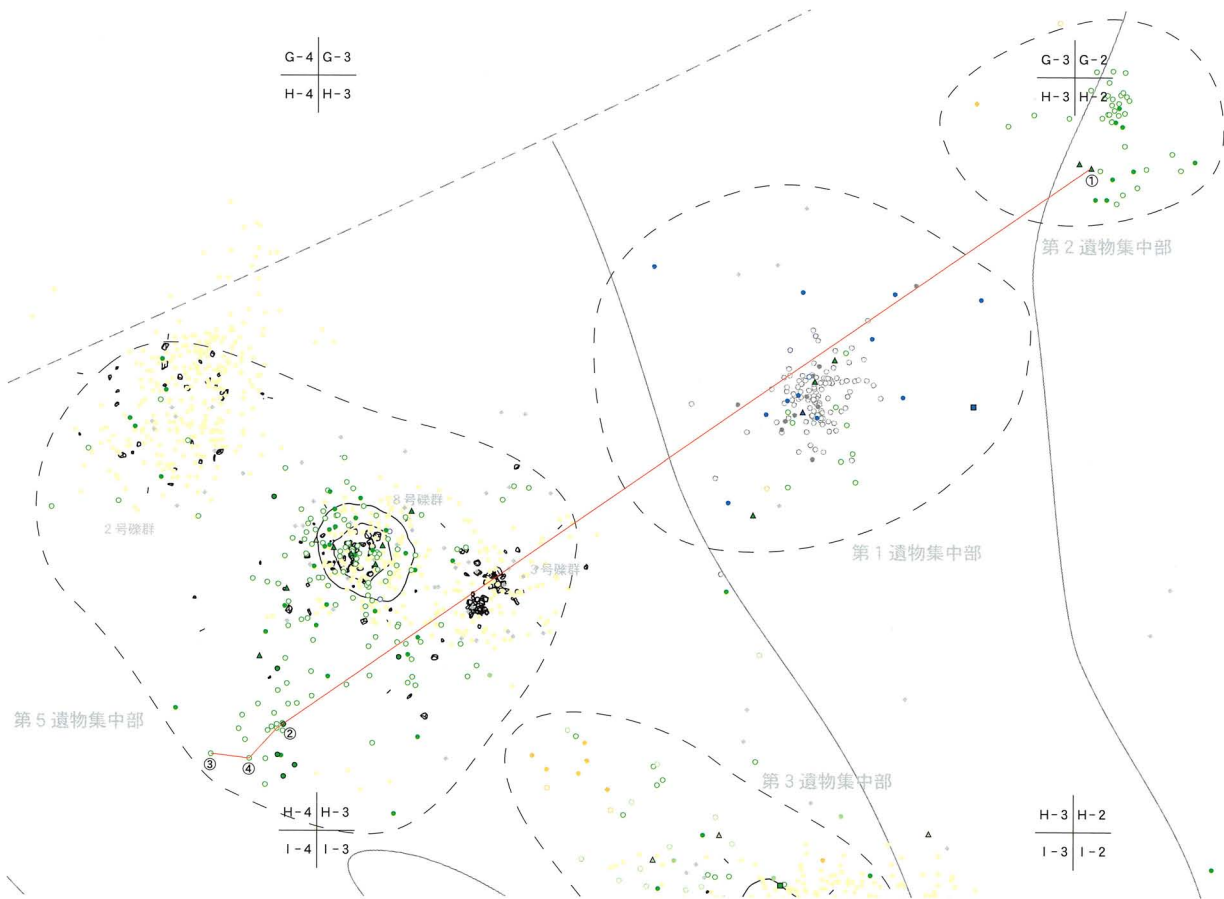 G-4 G-3
H-4 H-3
G-3 G-2
H-3 H-2
①
第2遺物集中部
8号礫群
2号礫群
第1遺物集中部
3号礫群
第5遺物集中部
②
③
④
第3遺物集中部
H-4 H-3
I-4 I-3
H-3 H-2
I-3 I-2